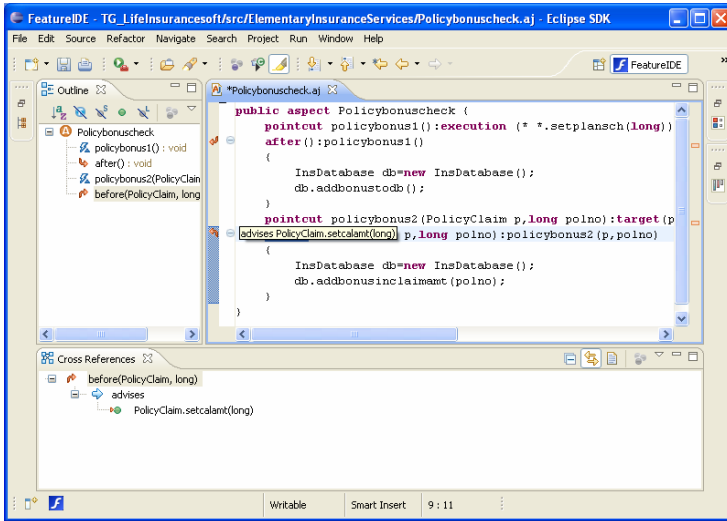 FeatureIDE - TG_LifeInsurancesoft/src/ElementaryInsuranceServices/Policybonuscheck.aj - Eclipse SDK
File Edit Source Refactor Navigate Search Project Run Window Help
FeatureIDE
Outline
Policybonuscheck
policybonus1() : void
after() : void
policybonus2(PolicyClain
before(PolicyClaim, long
*Policybonuscheck.aj
public aspect Policybonuscheck {
pointcut policybonus1():execution (* *.setplansch(long))
after():policybonus1()
{
InsDatabase db=new InsDatabase();
db.addbonustodb();
}
pointcut policybonus2(PolicyClaim p,long polno):target(p
advises PolicyClaim.setcalamt(long)
p,long polno):policybonus2(p,polno)
{
InsDatabase db=new InsDatabase();
db.addbonusinclaimamt(polno);
}
}
Cross References
before(PolicyClaim, long)
advises
PolicyClaim.setcalamt(long)
Writable Smart Insert 9 : 11